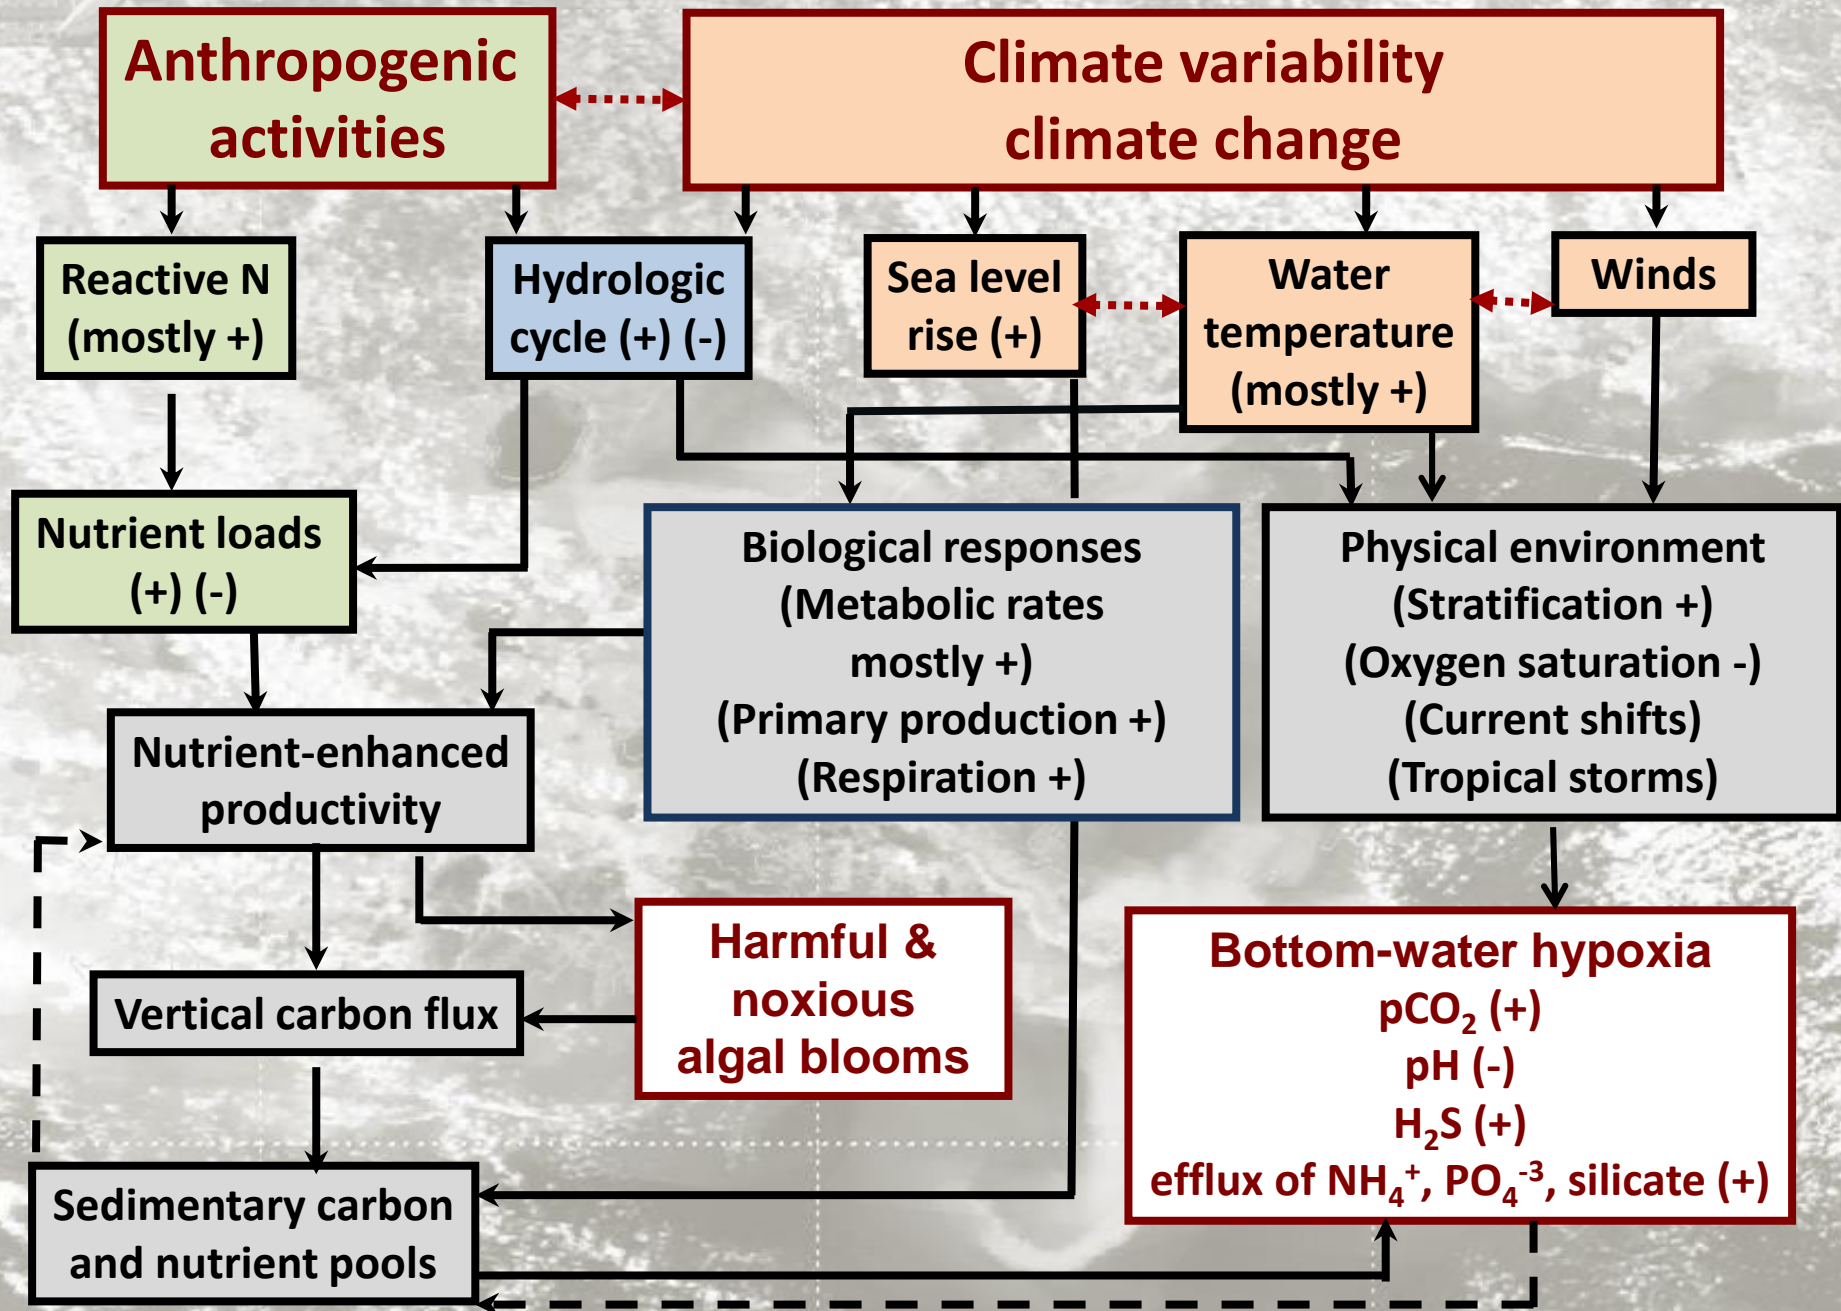 Anthropogenic
activities
Climate variability
climate change
Reactive N
(mostly +)
Hydrologic
cycle (+) (-)
Sea level
rise (+)
Water
temperature
(mostly +)
Winds
Nutrient loads
(+) (-)
Biological responses
(Metabolic rates
mostly +)
(Primary production +)
(Respiration +)
Physical environment
(Stratification +)
(Oxygen saturation -)
(Current shifts)
(Tropical storms)
Nutrient-enhanced
productivity
Harmful &
noxious
algal blooms
Bottom-water hypoxia
pCO₂ (+)
pH (-)
H₂S (+)
efflux of NH₄⁺, PO₄⁻³, silicate (+)
Vertical carbon flux
Sedimentary carbon
and nutrient pools